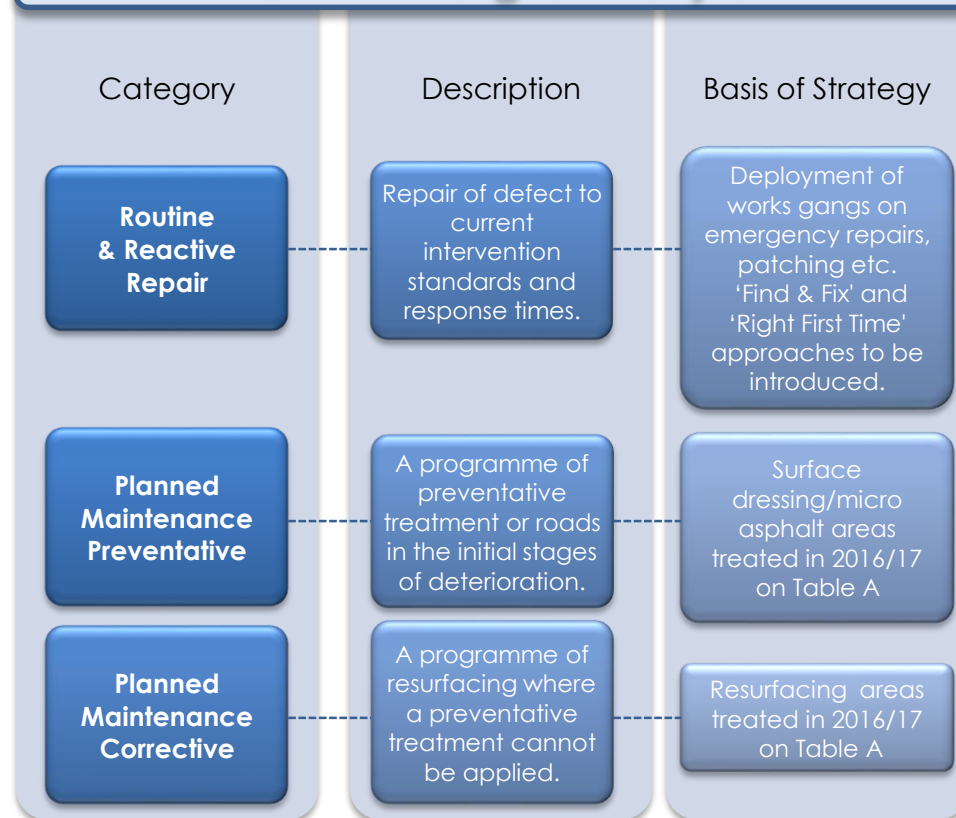 Category
Description
Basis of Strategy
Routine
& Reactive
Repair
Repair of defect to
current
intervention
standards and
response times.
Deployment of
works gangs on
emergency repairs,
patching etc.
‘Find & Fix' and
‘Right First Time'
approaches to be
introduced.
Planned
Maintenance
Preventative
A programme of
preventative
treatment or roads
in the initial stages
of deterioration.
Surface
dressing/micro
asphalt areas
treated in 2016/17
on Table A
Planned
Maintenance
Corrective
A programme of
resurfacing where
a preventative
treatment cannot
be applied.
Resurfacing areas
treated in 2016/17
on Table A